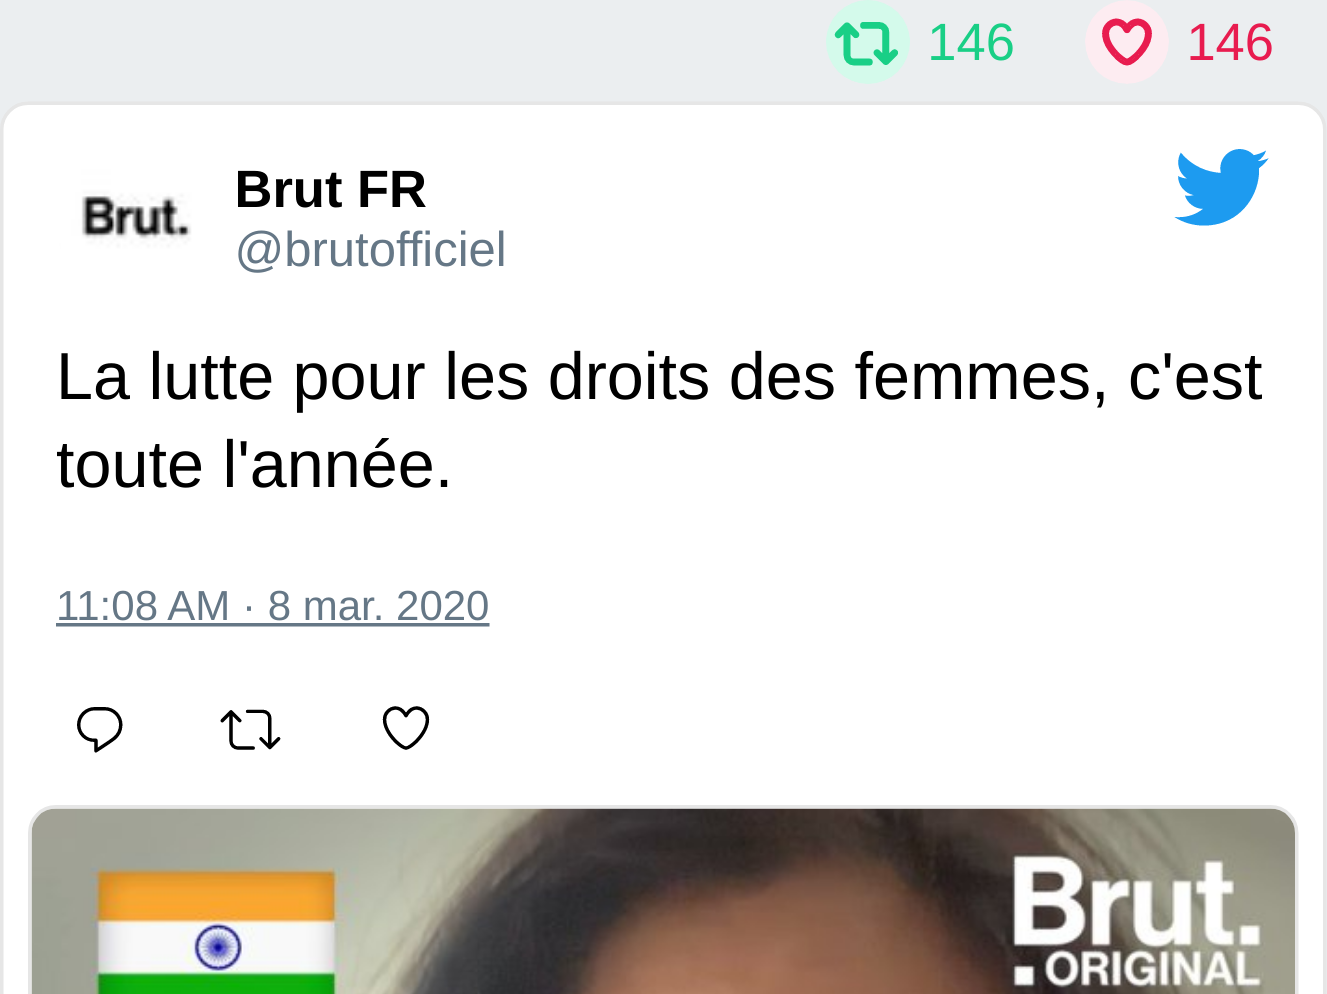 146 146
Brut.
Brut FR
@brutofficiel
La lutte pour les droits des femmes, c'est
toute l'année.
11:08 AM · 8 mar. 2020
Brut.
ORIGINAL